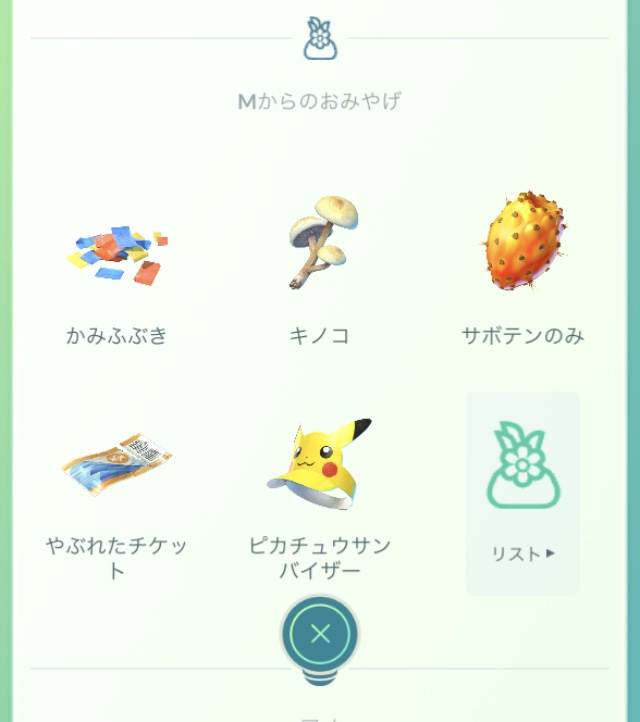 Mからのおみやげ
かみふぶき
キノコ
サボテンのみ
やぶれたチケッ
ト
ピカチュウサン
バイザー
リスト▶